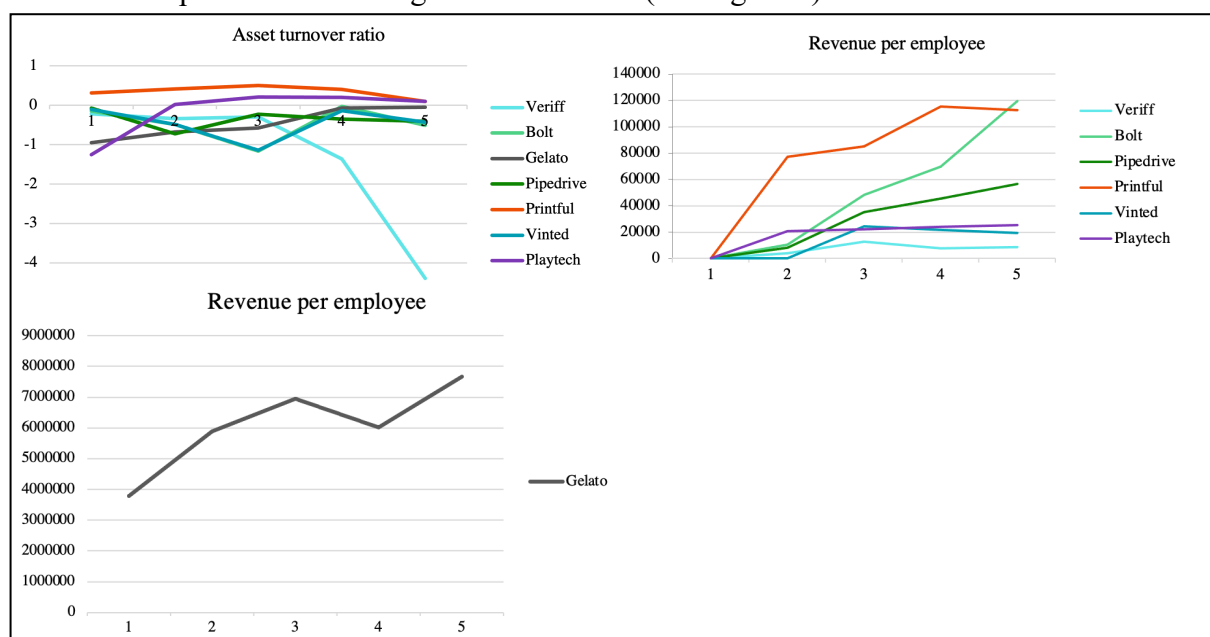 Asset turnover ratio
1
0
-1
-2
-3
-4
1 2 3 4 5
Veriff
Bolt
Gelato
Pipedrive
Printful
Vinted
Playtech
Revenue per employee
140000
120000
100000
80000
60000
40000
20000
0
1 2 3 4 5
Veriff
Bolt
Pipedrive
Printful
Vinted
Playtech
Revenue per employee
9000000
8000000
7000000
6000000
5000000
4000000
3000000
2000000
1000000
0
1 2 3 4 5
Gelato